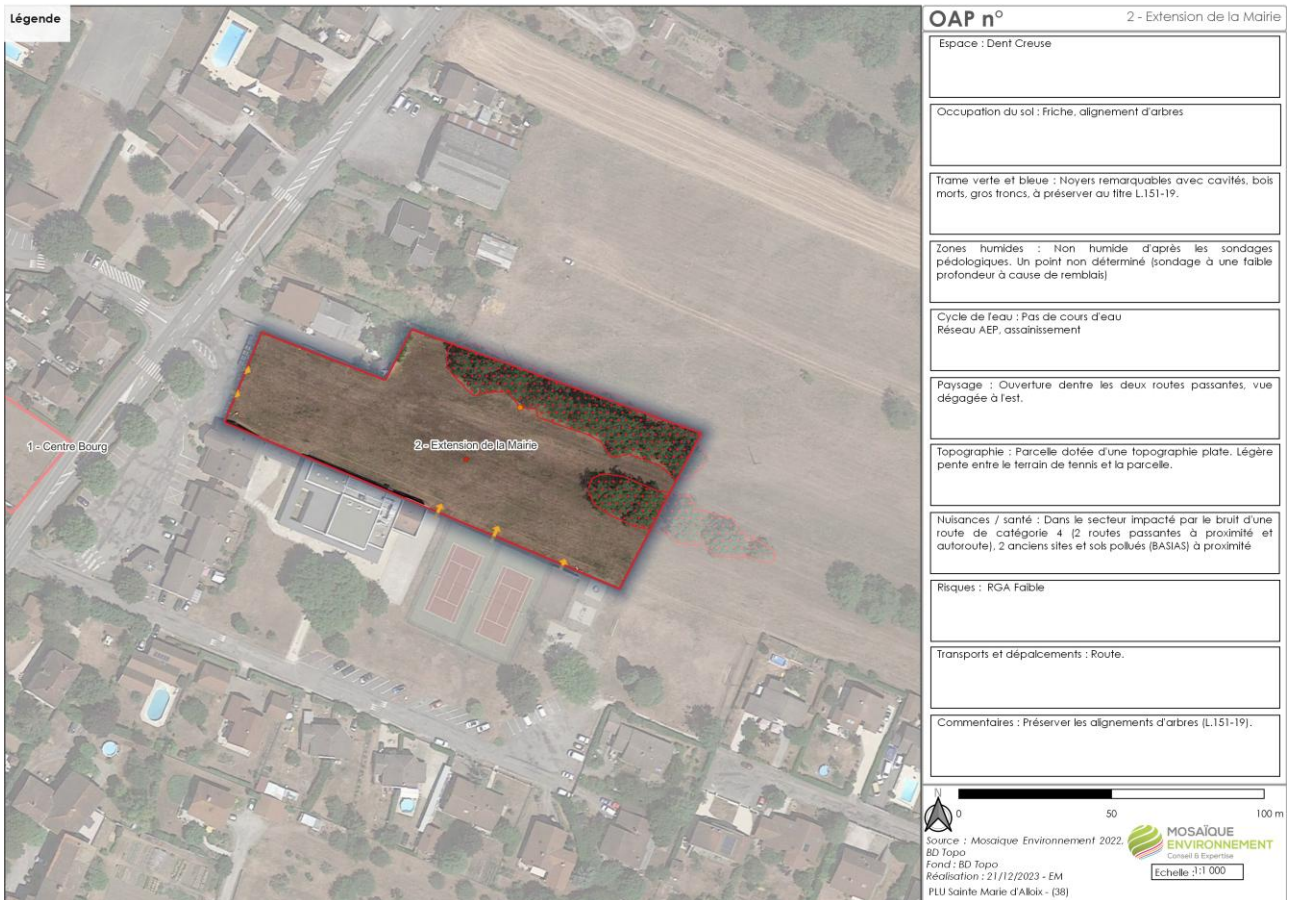 Légende
1 - Centre Bourg
2 - Extension de la Mairie
OAP n°
2 - Extension de la Mairie
Espace : Dent Creuse
Occupation du sol : Friche, alignement d'arbres
Trame verte et bleue : Noyers remarquables avec cavités, bois
morts, gros troncs, à préserver au titre L.151-19.
Zones humides : Non humide d'après les sondages
pédologiques. Un point non déterminé (sondage à une faible
profondeur à cause de remblais)
Cycle de l'eau : Pas de cours d'eau
Réseau AEP, assainissement
Paysage : Ouverture dentre les deux routes passantes, vue
dégagée à l'est.
Topographie : Parcelle dotée d'une topographie plate. Légère
pente entre le terrain de tennis et la parcelle.
Nuisances / santé : Dans le secteur impacté par le bruit d'une
route de catégorie 4 (2 routes passantes à proximité et
autoroute), 2 anciens sites et sols pollués (BASIAS) à proximité
Risques : RGA Faible
Transports et dépalcements : Route.
Commentaires : Préserver les alignements d'arbres (L.151-19).
N
0 50 100 m
Source : Mosaique Environnement 2022,
BD Topo
Fond : BD Topo
Réalisation : 21/12/2023 - EM
PLU Sainte Marie d'Alloix - (38)
MOSAÏQUE
ENVIRONNEMENT
Conseil & Expertise
Echelle :1:1 000